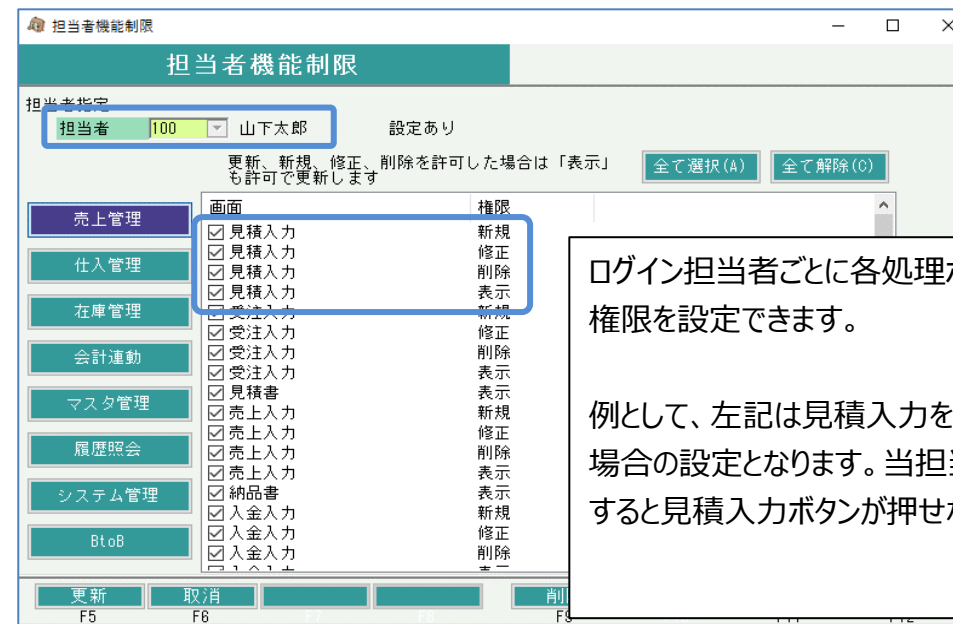 担当者機能制限
担当者機能制限
担当者指定
担当者 100 山下太郎 設定あり
更新、新規、修正、削除を許可した場合は「表示」
も許可で更新します
全て選択(A) 全て解除(C)
画面 権限
売上管理
仕入管理
在庫管理
会計連動
マスタ管理
履歴照会
システム管理
BtoB
見積入力 新規
見積入力 修正
見積入力 削除
見積入力 表示
受注入力 新規
受注入力 修正
受注入力 削除
受注入力 表示
見積書 表示
売上入力 新規
売上入力 修正
売上入力 削除
売上入力 表示
納品書 表示
入金入力 新規
入金入力 修正
入金入力 削除
ログイン担当者ごとに各処理
権限を設定できます。
例として、左記は見積入力を
場合の設定となります。当担
すると見積入力ボタンが押せ
更新 取消 削
F5 F6 F7 F8 F9 F11 F12